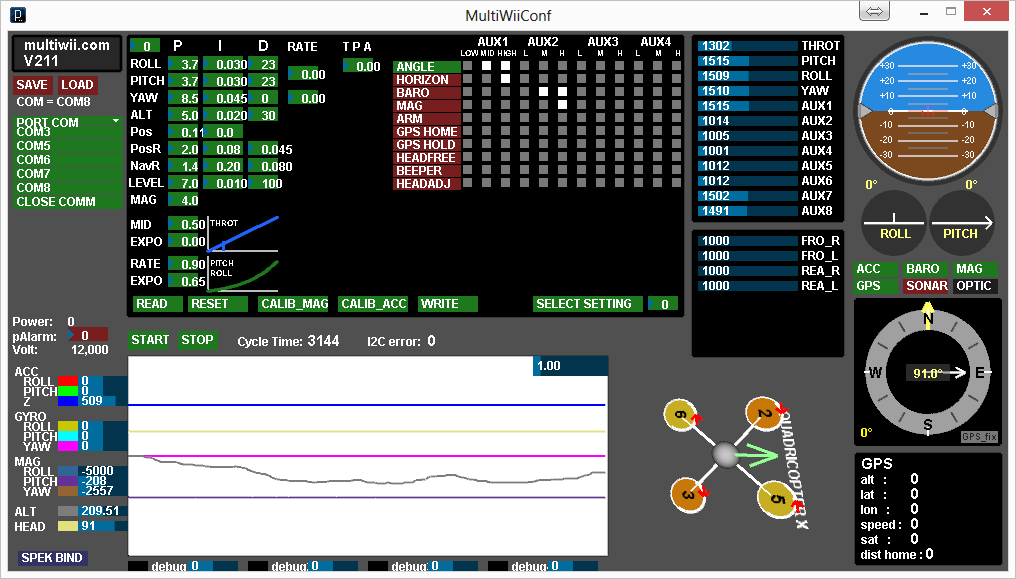 MultiWiiConf
multiwii.com
V211
SAVE LOAD
COM = COM8
PORT COM
COM3
COM5
COM6
COM7
COM8
CLOSE COMM
0 P I D RATE T P A
ROLL 3.7 0.030 23 0.00 0.00
PITCH 3.7 0.030 23
YAW 8.5 0.045 0 0.00
ALT 5.0 0.020 30
Pos 0.11 0.0
PosR 2.0 0.08 0.045
NavR 1.4 0.20 0.080
LEVEL 7.0 0.010 100
MAG 4.0
MID 0.50
EXPO 0.00
THROT
RATE 0.90
EXPO 0.65
PITCH
ROLL
AUX1 AUX2 AUX3 AUX4
LOW MID HIGH L M H L M H L M H
ANGLE
HORIZON
BARO
MAG
ARM
GPS HOME
GPS HOLD
HEADFREE
BEEPER
HEADADJ
READ RESET CALIB_MAG CALIB_ACC WRITE SELECT SETTING 0
1302 THROT
1515 PITCH
1509 ROLL
1510 YAW
1515 AUX1
1014 AUX2
1005 AUX3
1001 AUX4
1012 AUX5
1012 AUX6
1502 AUX7
1491 AUX8
1000 FRO_R
1000 FRO_L
1000 REA_R
1000 REA_L
+30 +30
+20 +20
+10 +10
-10 -10
-20 -20
-30 -30
0° 0°
ROLL PITCH
ACC BARO MAG
GPS SONAR OPTIC
N
W 91.0° E
S
0° GPS_fix
Power: 0
pAlarm: 0
Volt: 12,000
START STOP Cycle Time: 3144 I2C error: 0
1.00
ACC
ROLL 0
PITCH 0
Z 509
GYRO
ROLL 0
PITCH 0
YAW 0
MAG
ROLL -5000
PITCH -208
YAW -2557
ALT 209.51
HEAD 91
SPEK BIND
debug 0 debug 0 debug 0 debug 0
6 2
3 5
QUADRICOPTER X
GPS
alt : 0
lat : 0
lon : 0
speed : 0
sat : 0
dist home : 0